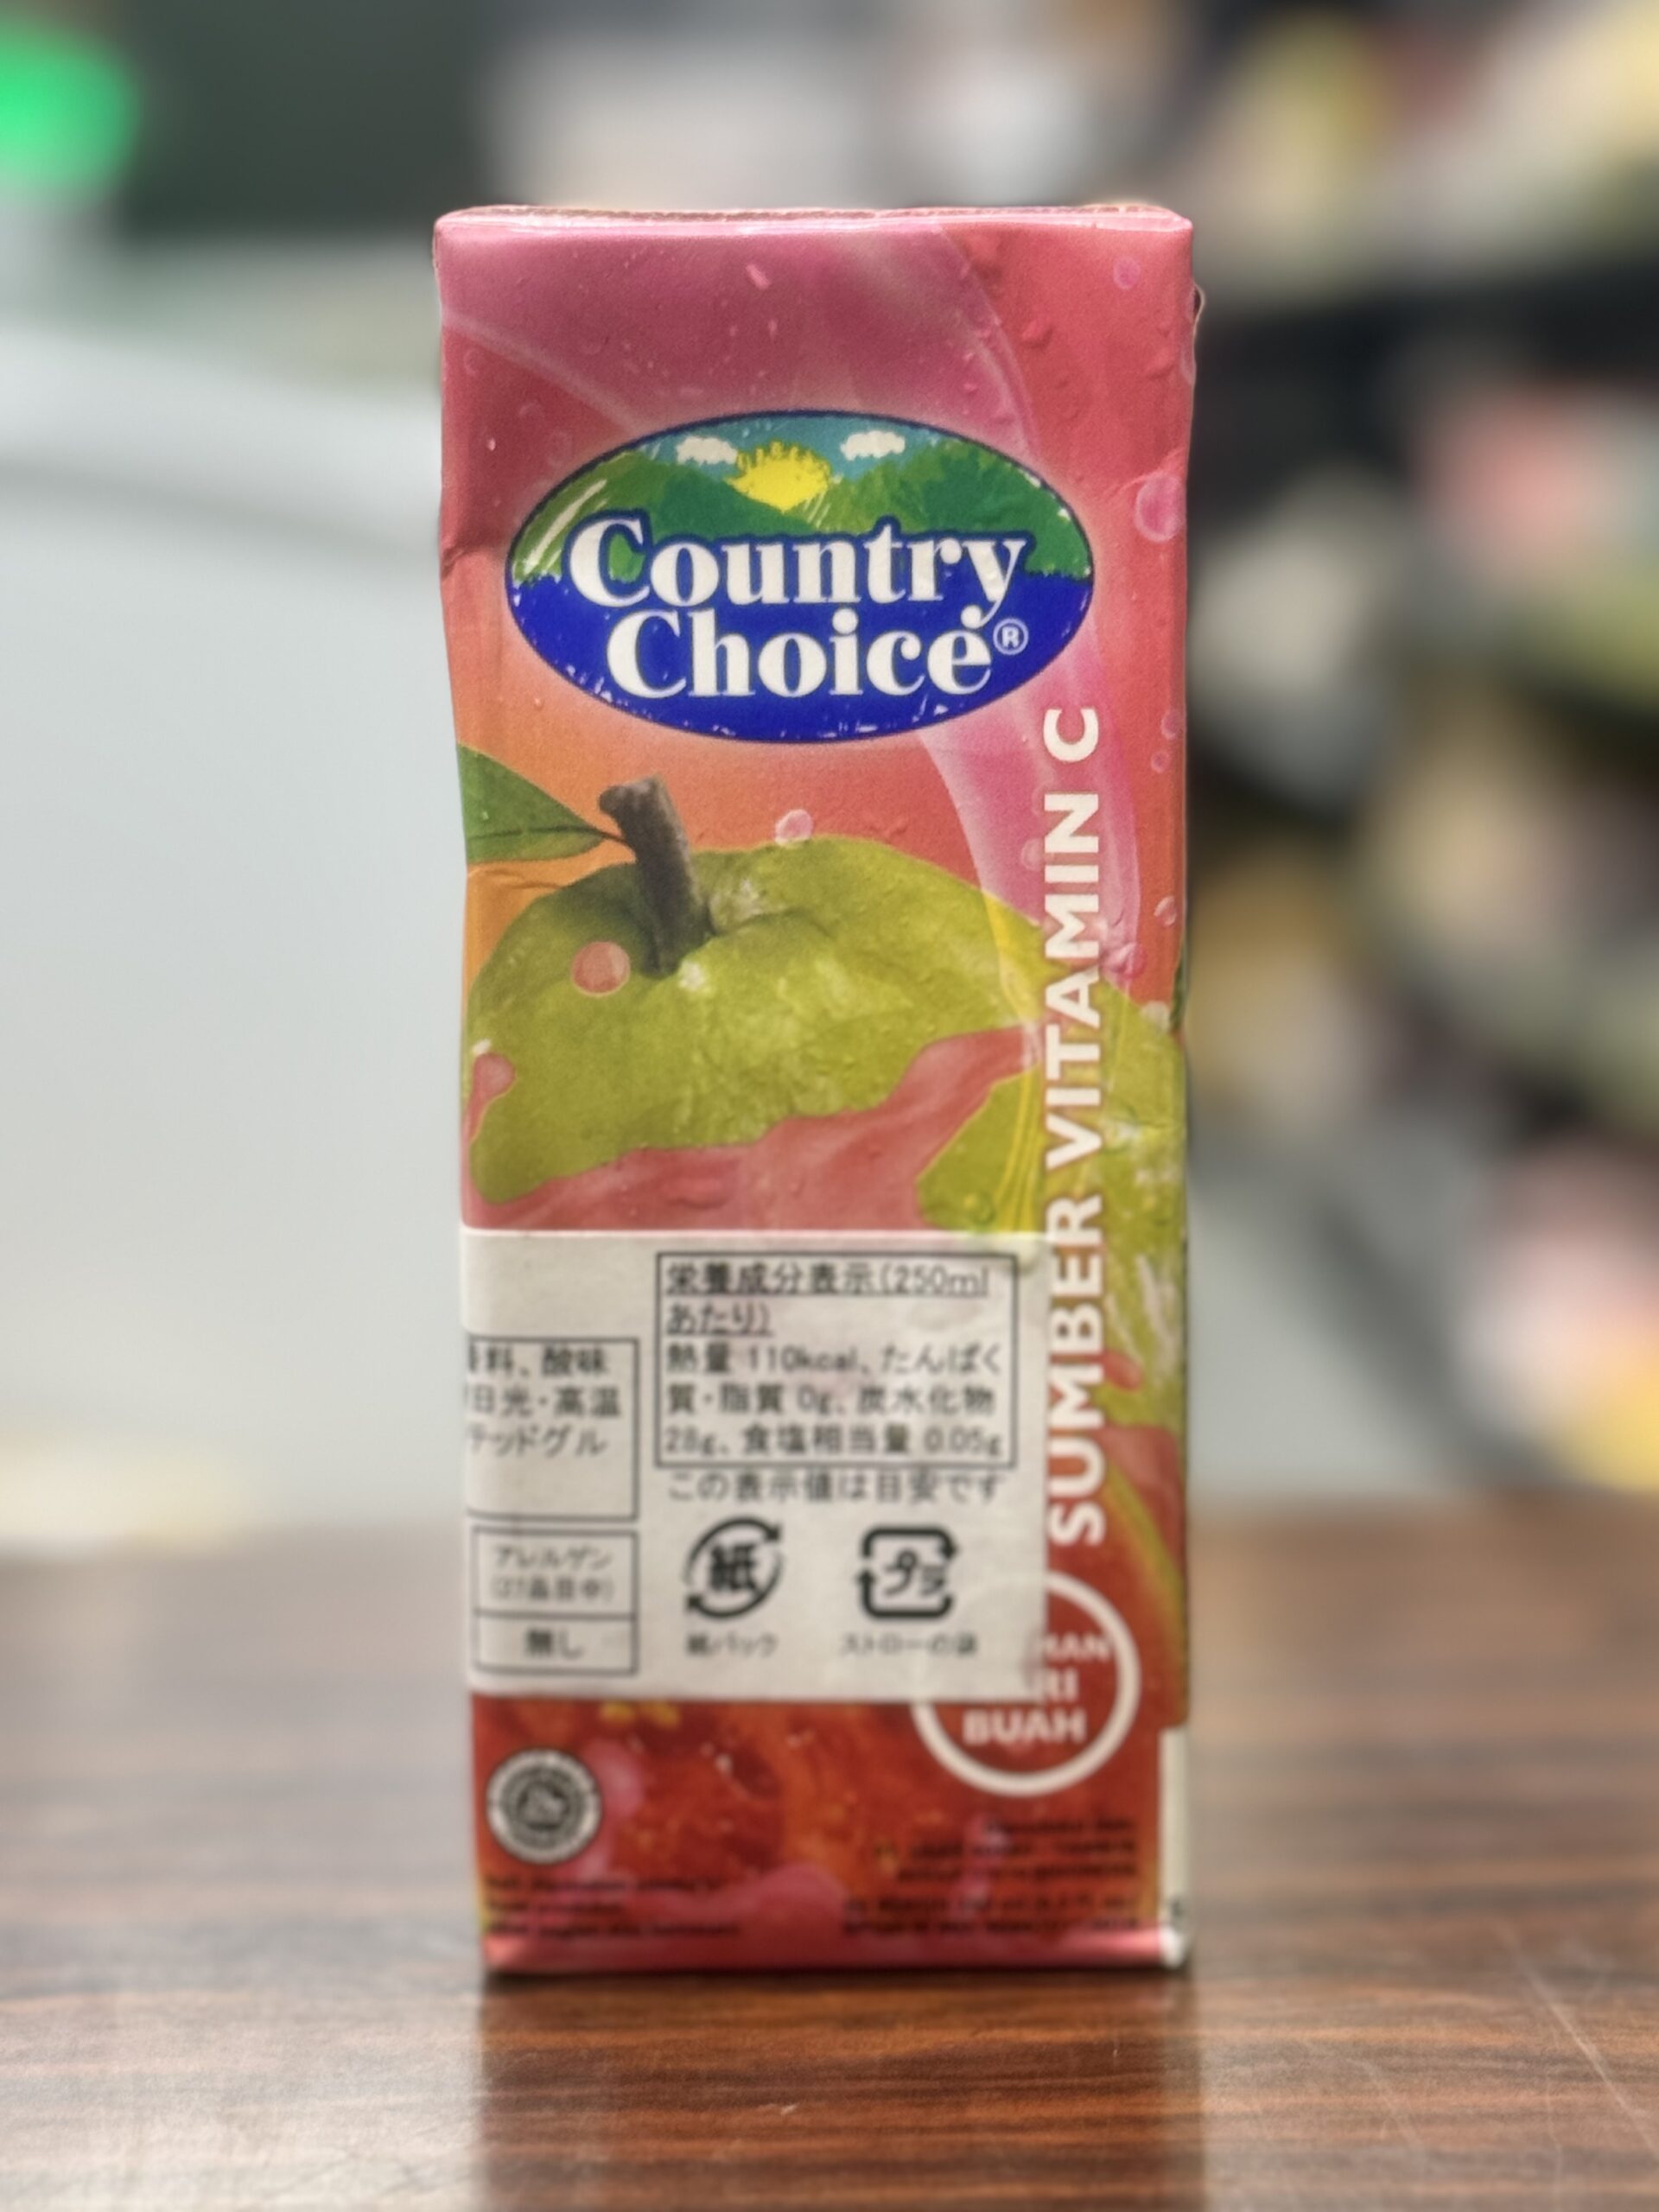 Country
Choice®
SUMBER VITAMIN C
栄養成分表示(250ml
あたり)
熱量 110kcal、たんぱく
質・脂質 0g、炭水化物
28g、食塩相当量 0.05g
この表示値は目安です
料、酸味
日光・高温
テッドグル
アレルゲン
(27品目中)
無し
紙
紙パック
プラ
ストローの袋
HAN
RI
BUAH